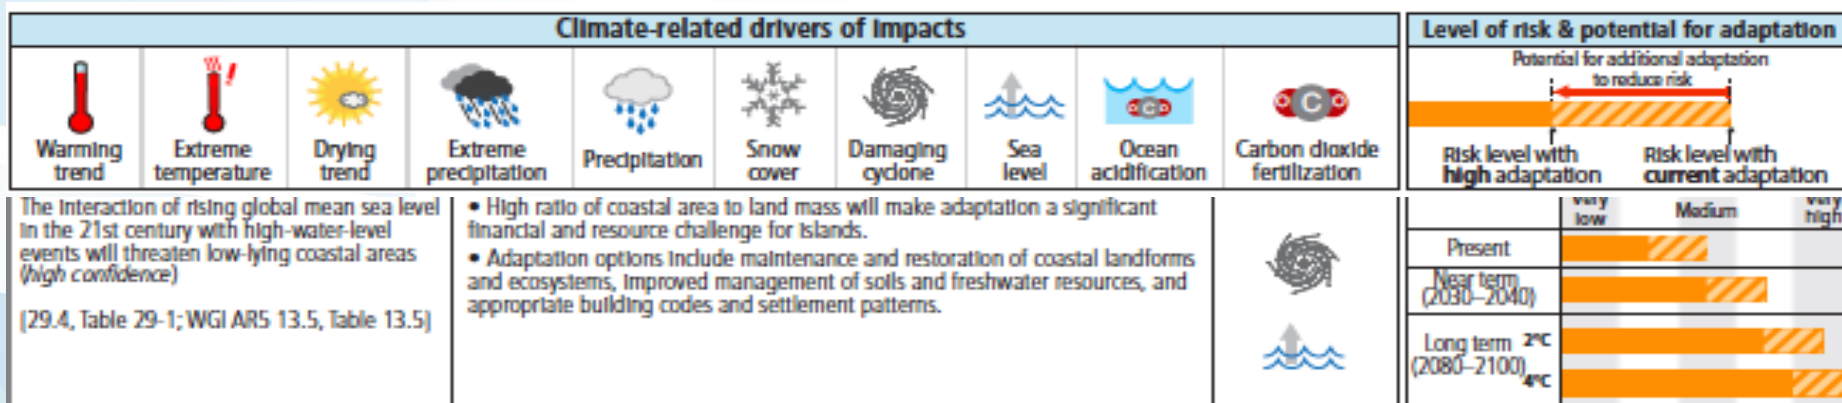 Climate-related drivers of impacts
Warming
trend
Extreme
temperature
Drying
trend
Extreme
precipitation
Precipitation
Snow
cover
Damaging
cyclone
Sea
level
Ocean
acidification
Carbon dioxide
fertilization
O C O
O C O
Level of risk & potential for adaptation
Potential for additional adaptation
to reduce risk
Risk level with
high adaptation
Risk level with
current adaptation
The interaction of rising global mean sea level
in the 21st century with high-water-level
events will threaten low-lying coastal areas
(high confidence)
[29.4, Table 29-1; WGI AR5 13.5, Table 13.5]
• High ratio of coastal area to land mass will make adaptation a significant
financial and resource challenge for islands.
• Adaptation options include maintenance and restoration of coastal landforms
and ecosystems, improved management of soils and freshwater resources, and
appropriate building codes and settlement patterns.
Very
low
Medium
Very
high
Present
Near term
(2030–2040)
Long term 2°C
(2080–2100)
4°C